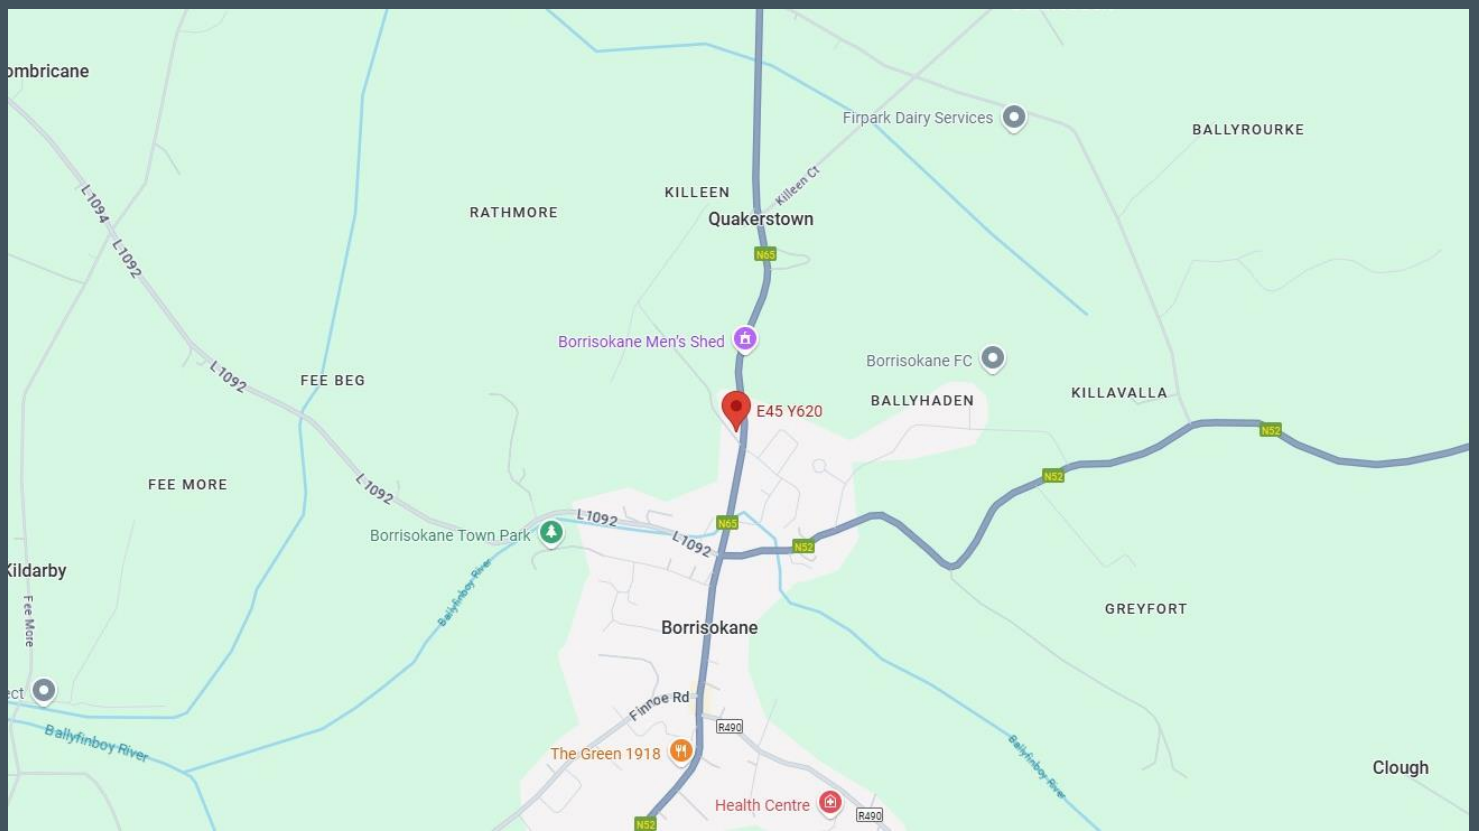 ombricane
Firpark Dairy Services
BALLYROURKE
L1094
KILLEEN
Killeen Ct
RATHMORE
Quakerstown
L1092
N65
Borrisokane Men's Shed
Borrisokane FC
L1092
FEE BEG
BALLYHADEN
KILLAVALLA
E45 Y620
N52
N52
FEE MORE
L1092
L1092
N65
Borrisokane Town Park
L1092
N52
Kildarby
Ballyfinboy River
Fee More
GREYFORT
Borrisokane
ect
Finnoe Rd
R490
Ballyfinboy River
The Green 1918
Ballyfinboy River
Clough
Health Centre
R490
N52